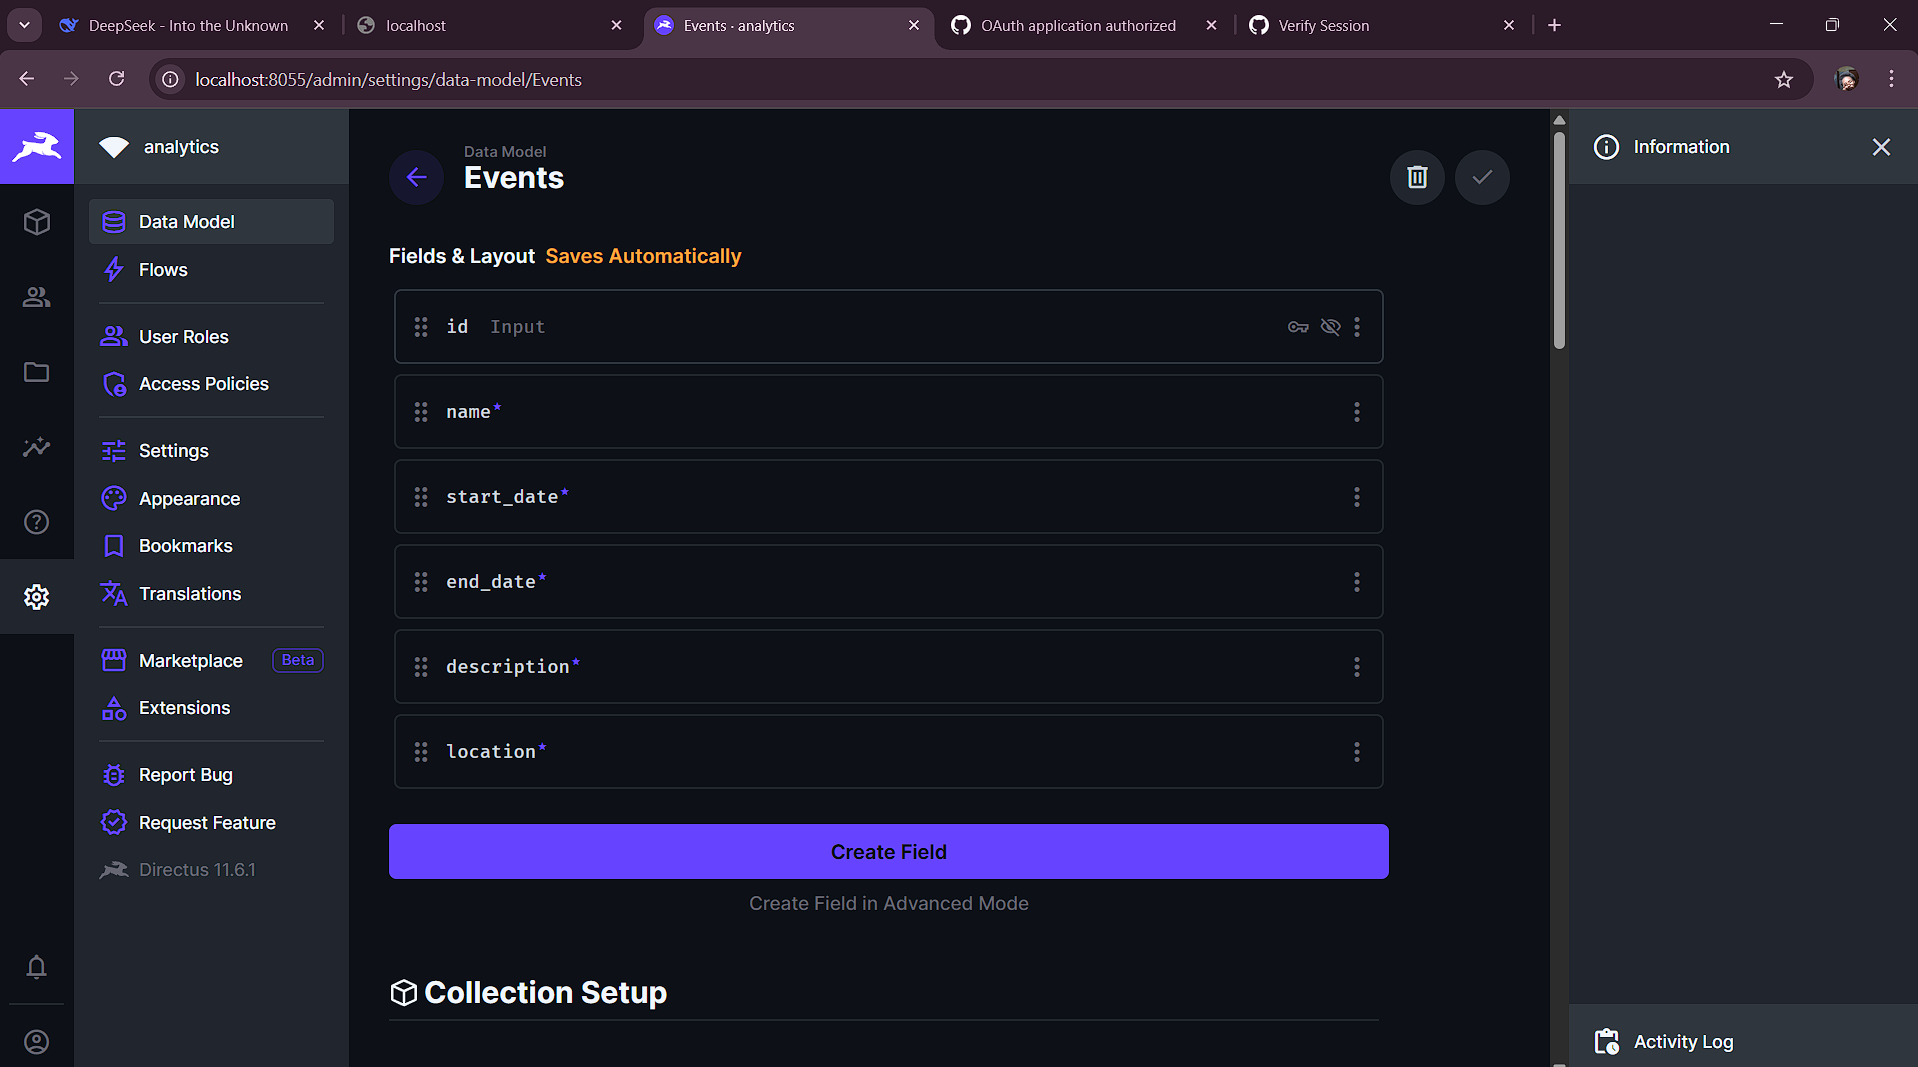 DeepSeek - Into the Unknown
localhost
Events · analytics
OAuth application authorized
Verify Session
localhost:8055/admin/settings/data-model/Events
analytics
Data Model
Flows
User Roles
Access Policies
Settings
Appearance
Bookmarks
Translations
Marketplace Beta
Extensions
Report Bug
Request Feature
Directus 11.6.1
Data Model
Events
Fields & Layout Saves Automatically
id Input
name*
start_date*
end_date*
description*
location*
Create Field
Create Field in Advanced Mode
Collection Setup
Information
Activity Log